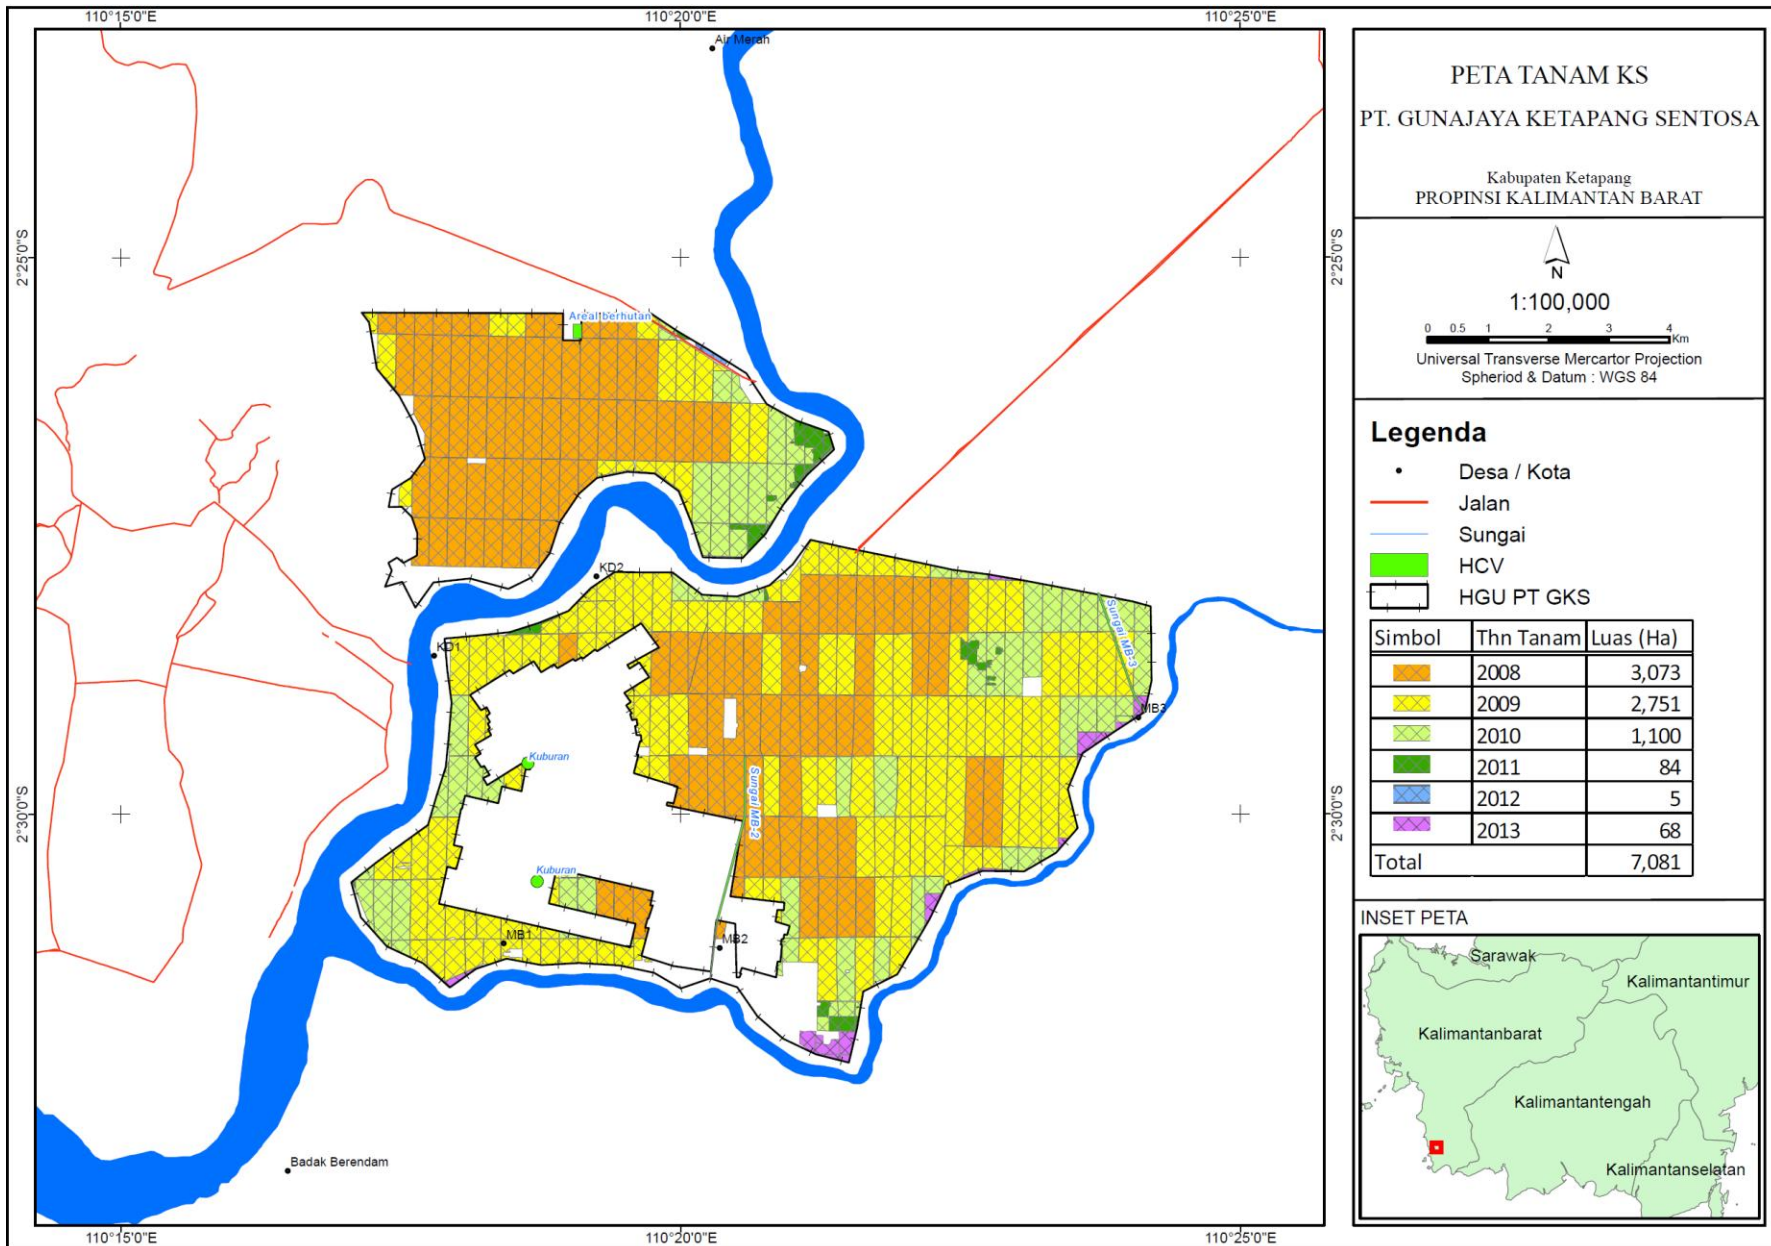 110°15'0"E
110°20'0"E
110°25'0"E
Air Merah
2°25'0"S
2°25'0"S
Areal berhutan
KD2
KD1
Sungai MB-3
MB3
Kuburan
Sungai MB-2
2°30'0"S
2°30'0"S
Kuburan
MB1
MB2
Badak Berendam
110°15'0"E
110°20'0"E
110°25'0"E
PETA TANAM KS
PT. GUNAJAYA KETAPANG SENTOSA
Kabupaten Ketapang
PROPINSI KALIMANTAN BARAT
N
1:100,000
0 0.5 1 2 3 4
Km
Universal Transverse Mercartor Projection
Spheriod & Datum : WGS 84
Legenda
Desa / Kota
Jalan
Sungai
HCV
HGU PT GKS
Simbol Thn Tanam Luas (Ha)
2008 3,073
2009 2,751
2010 1,100
2011 84
2012 5
2013 68
Total 7,081
INSET PETA
Sarawak
Kalimantantimur
Kalimantanbarat
Kalimantantengah
Kalimantanselatan